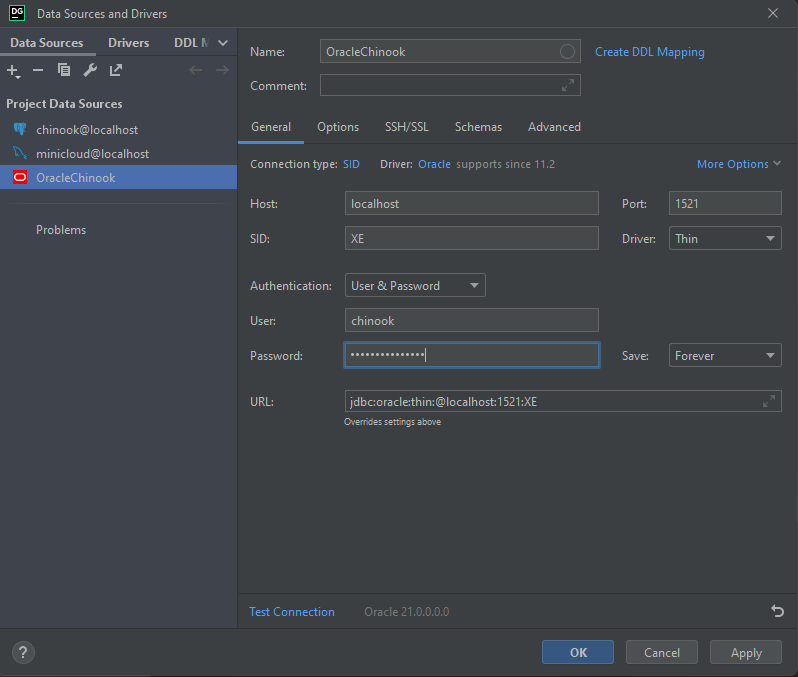 DG Data Sources and Drivers
Data Sources Drivers DDL M
Project Data Sources
chinook@localhost
minicloud@localhost
OracleChinook
Problems
Name: OracleChinook Create DDL Mapping
Comment:
General Options SSH/SSL Schemas Advanced
Connection type: SID Driver: Oracle supports since 11.2 More Options
Host: localhost Port: 1521
SID: XE Driver: Thin
Authentication: User & Password
User: chinook
Password: ••••••••••••••• Save: Forever
URL: jdbc:oracle:thin:@localhost:1521:XE
Overrides settings above
Test Connection Oracle 21.0.0.0.0
? OK Cancel Apply